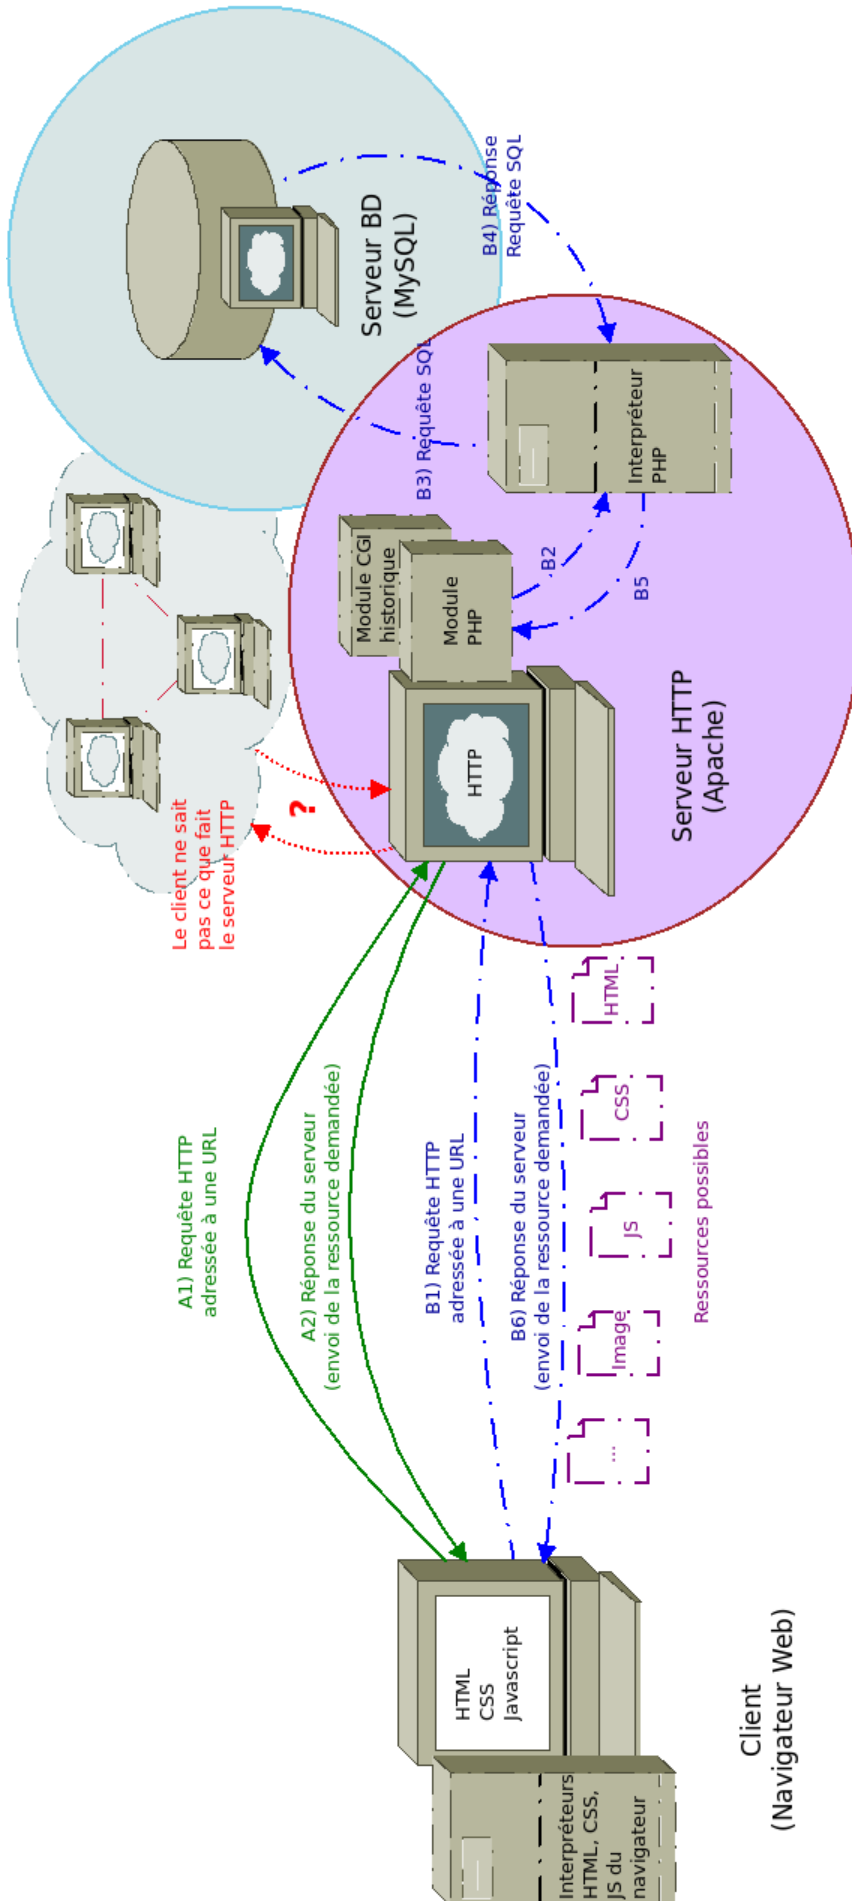 Interpréteurs
HTML, CSS,
JS du
navigateur
HTML
CSS
Javascript
Client
(Navigateur Web)
A1) Requête HTTP
adressée à une URL
A2) Réponse du serveur
(envoi de la ressource demandée)
B1) Requête HTTP
adressée à une URL
B6) Réponse du serveur
(envoi de la ressource demandée)
...
Image
JS
CSS
HTML
Ressources possibles
Le client ne sait
pas ce que fait
le serveur HTTP
?
HTTP
Module CGI
historique
Module
PHP
B2
B5
Interpréteur
PHP
Serveur HTTP
(Apache)
B3) Requête SQL
B4) Réponse
Requête SQL
Serveur BD
(MySQL)